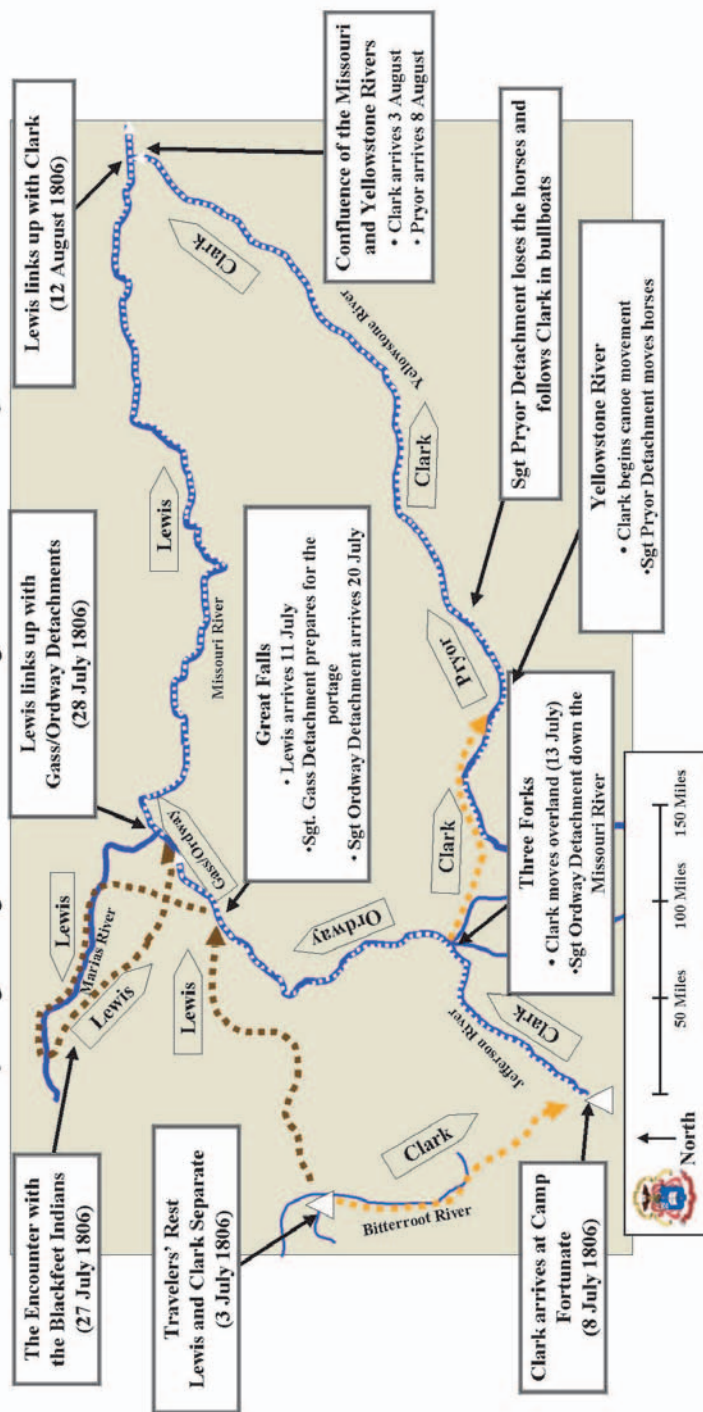 The Encounter with
the Blackfeet Indians
(27 July 1806)
Lewis links up with
Gass/Ordway Detachments
(28 July 1806)
Lewis links up with Clark
(12 August 1806)
Lewis
Marias River
Lewis
Gass/Ordway
Lewis
Missouri River
Clark
Travelers' Rest
Lewis and Clark Separate
(3 July 1806)
Lewis
Great Falls
• Lewis arrives 11 July
•Sgt. Gass Detachment prepares for the
portage
• Sgt Ordway Detachment arrives 20 July
Confluence of the Missouri
and Yellowstone Rivers
• Clark arrives 3 August
• Pryor arrives 8 August
Yellowstone River
Clark
Bitterroot River
Ordway
Clark
Pryor
Clark
Jefferson River
Clark
Sgt Pryor Detachment loses the horses and
follows Clark in bullboats
Clark arrives at Camp
Fortunate
(8 July 1806)
Three Forks
• Clark moves overland (13 July)
•Sgt Ordway Detachment down the
Missouri River
Yellowstone River
• Clark begins canoe movement
•Sgt Pryor Detachment moves horses
North
50 Miles
100 Miles
150 Miles